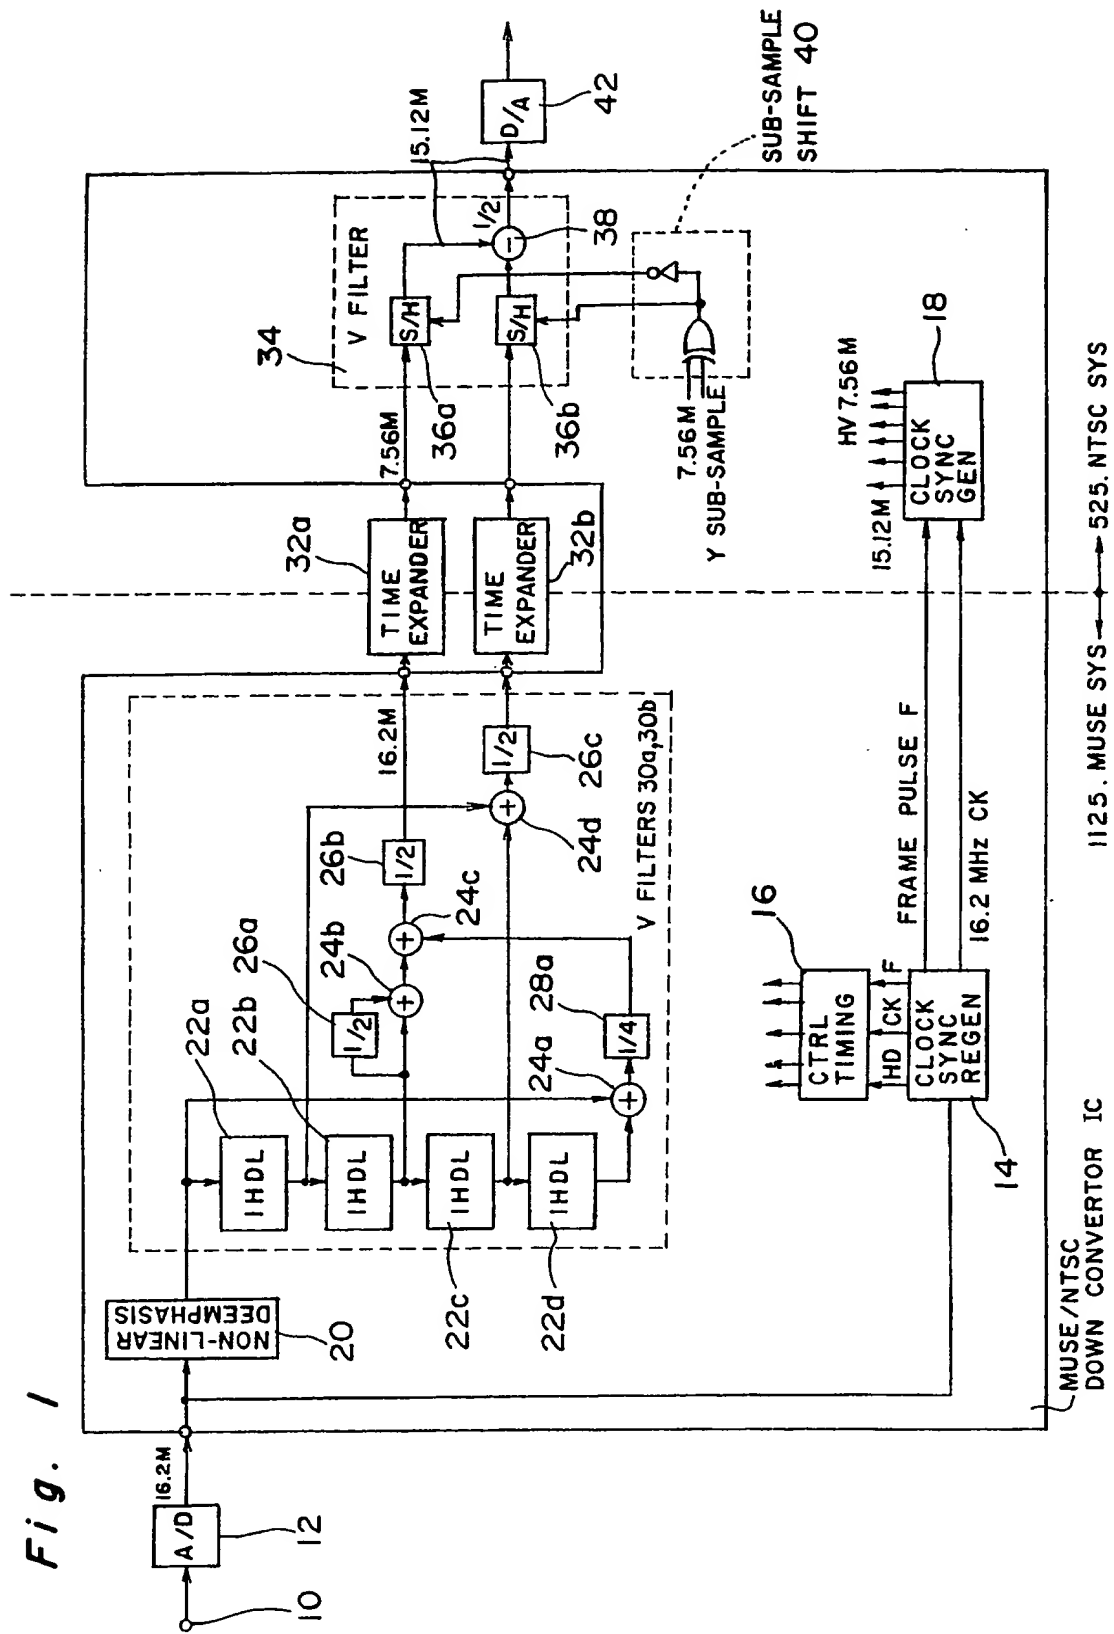 Fig. 1
10
A/D
12
16.2M
NON-LINEAR
DEEMPHASIS
20
1HDL
1HDL
1HDL
1HDL
22a
22b
22c
22d
1/2
26a
+
24b
+
24c
1/2
26b
+
24a
1/4
28a
+
24d
1/2
26c
16.2M
V FILTERS 30a,30b
TIME
EXPANDER
32a
TIME
EXPANDER
32b
7.56M
34
V FILTER
S/H
36a
S/H
36b
−
38
1/2
15.12M
D/A
42
SUB-SAMPLE
SHIFT 40
7.56M
Y SUB-SAMPLE
CTRL
TIMING
16
HD
CK
F
CLOCK
SYNC
REGEN
14
FRAME PULSE F
16.2 MHz CK
15.12M
HV 7.56M
CLOCK
SYNC
GEN
18
MUSE/NTSC
DOWN CONVERTOR IC
1125. MUSE SYS
525. NTSC SYS